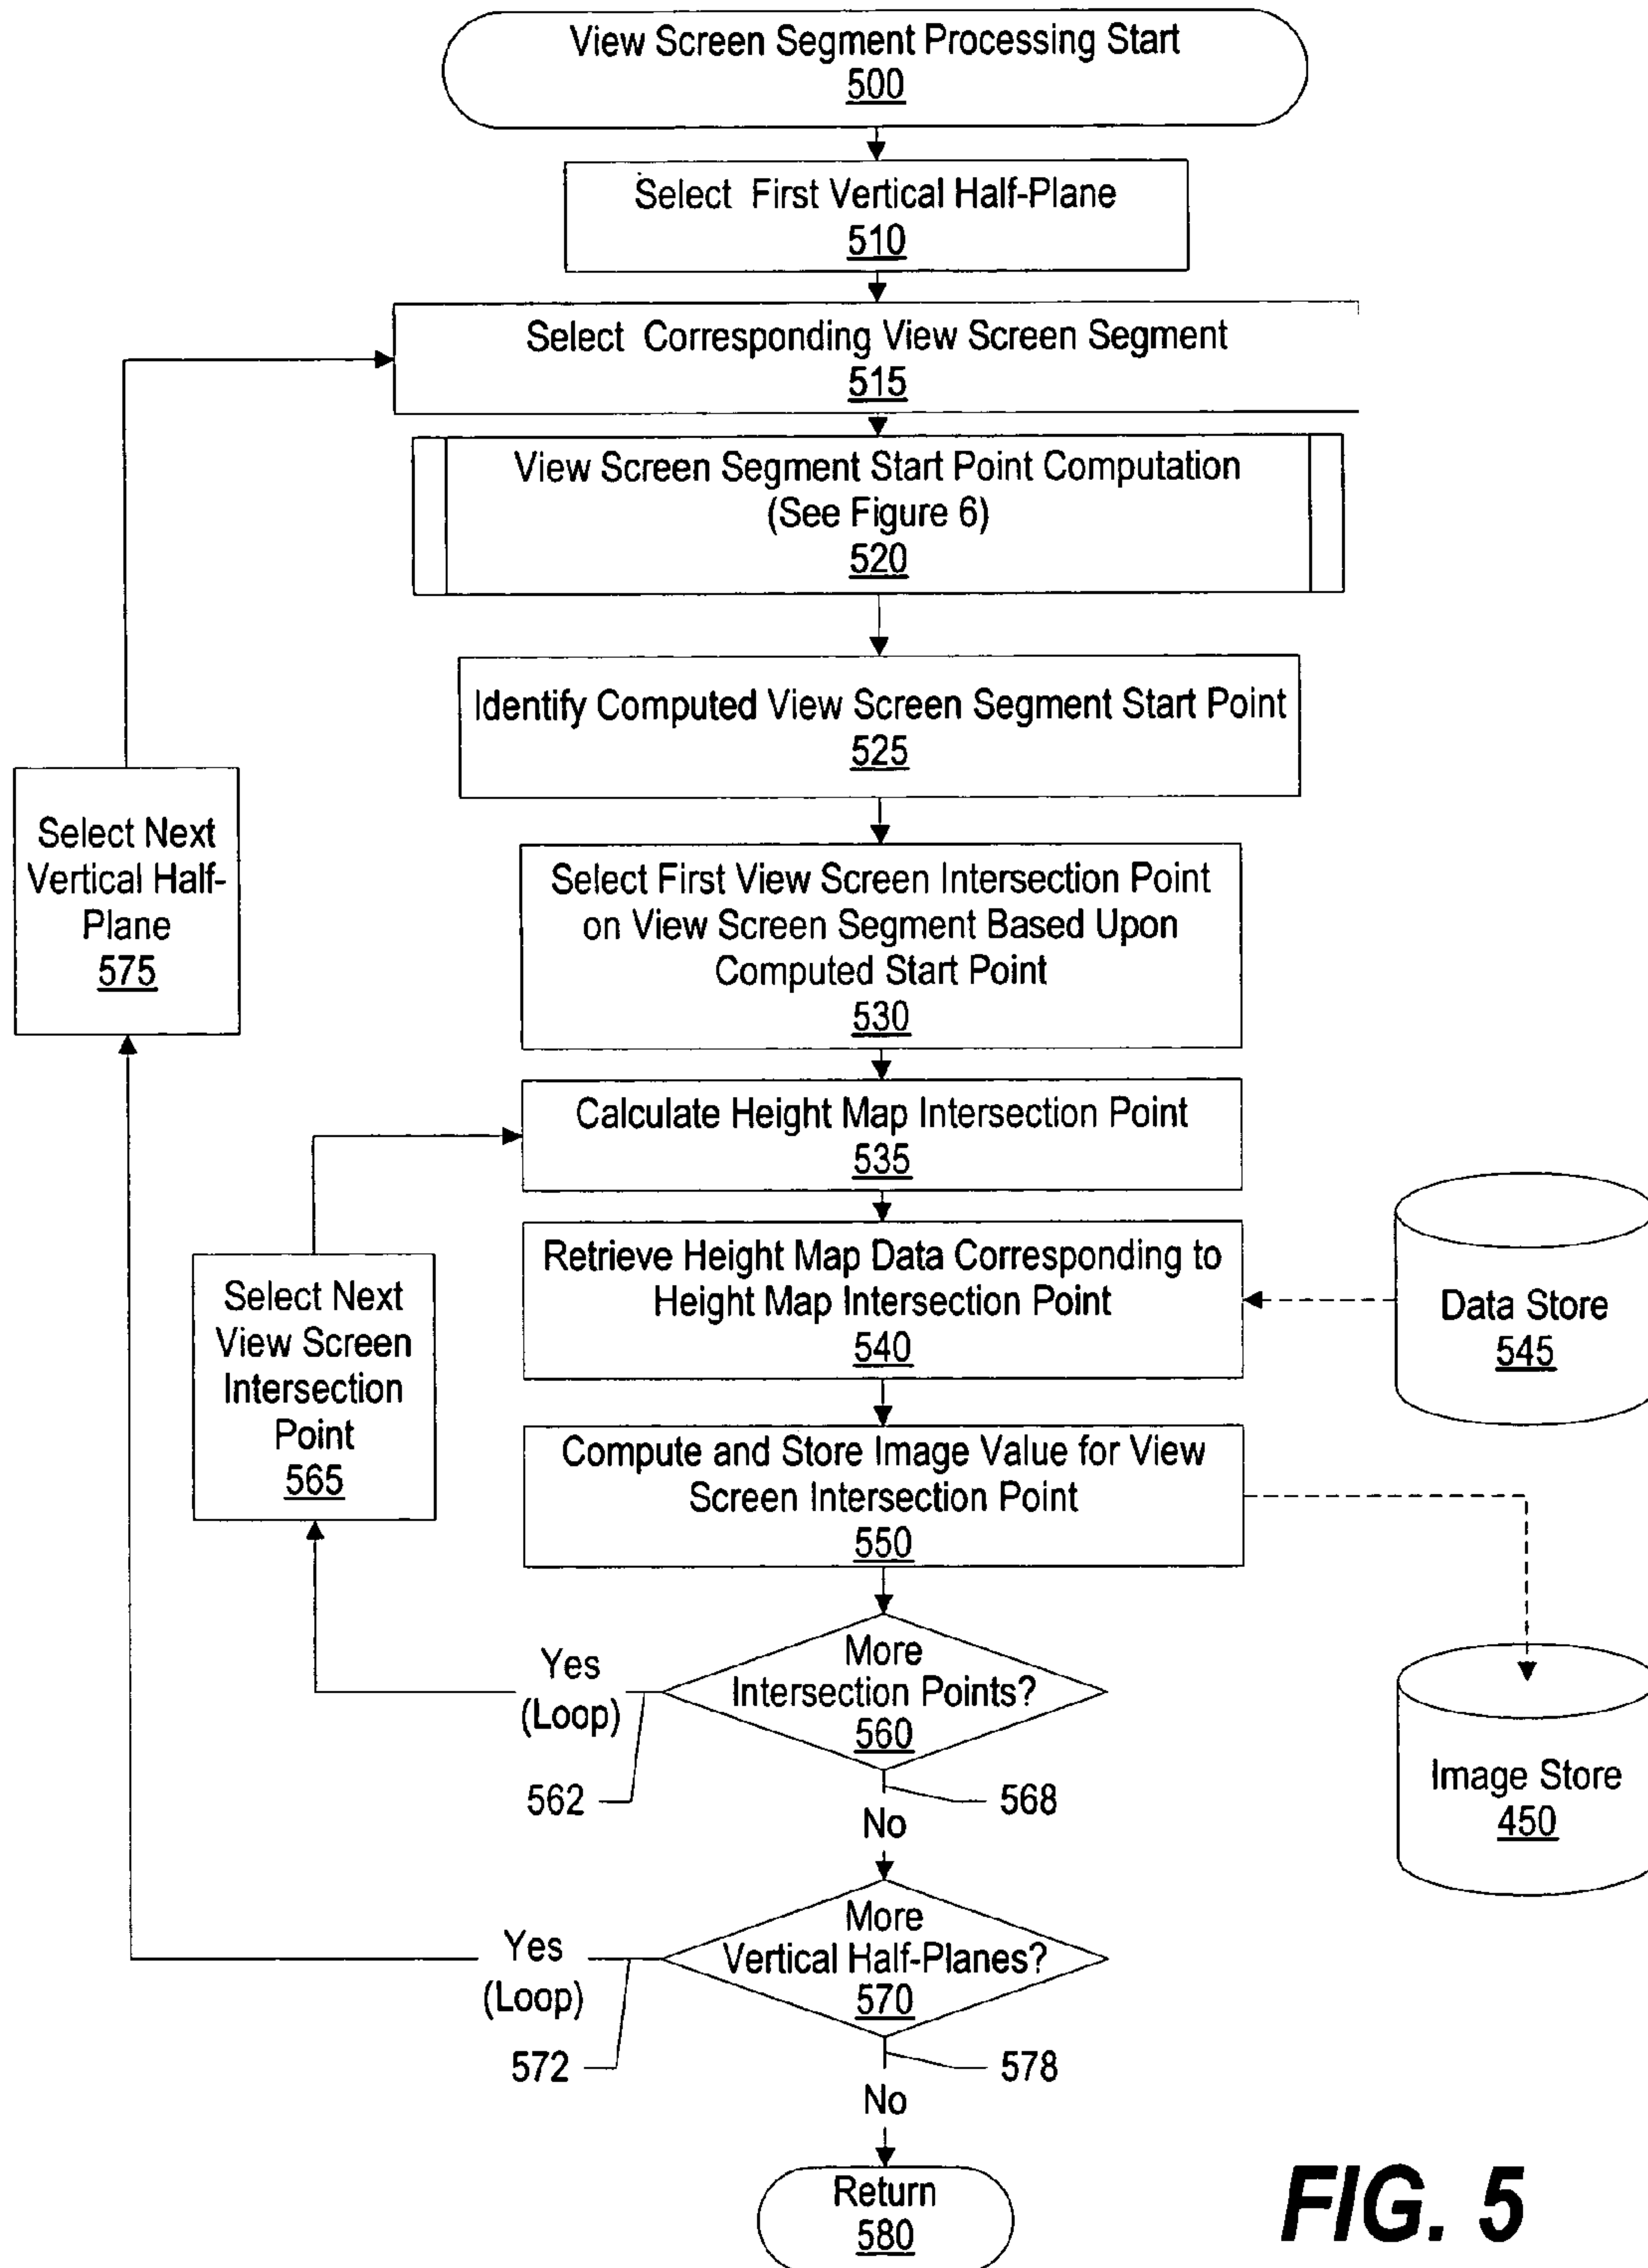 View Screen Segment Processing Start
500
Select First Vertical Half-Plane
510
Select Corresponding View Screen Segment
515
View Screen Segment Start Point Computation
(See Figure 6)
520
Identify Computed View Screen Segment Start Point
525
Select Next
Vertical Half-
Plane
575
Select First View Screen Intersection Point
on View Screen Segment Based Upon
Computed Start Point
530
Calculate Height Map Intersection Point
535
Retrieve Height Map Data Corresponding to
Height Map Intersection Point
540
Data Store
545
Select Next
View Screen
Intersection
Point
565
Compute and Store Image Value for View
Screen Intersection Point
550
More
Intersection Points?
560
Yes
(Loop)
562
568
No
Image Store
450
More
Vertical Half-Planes?
570
Yes
(Loop)
572
578
No
Return
580
FIG. 5